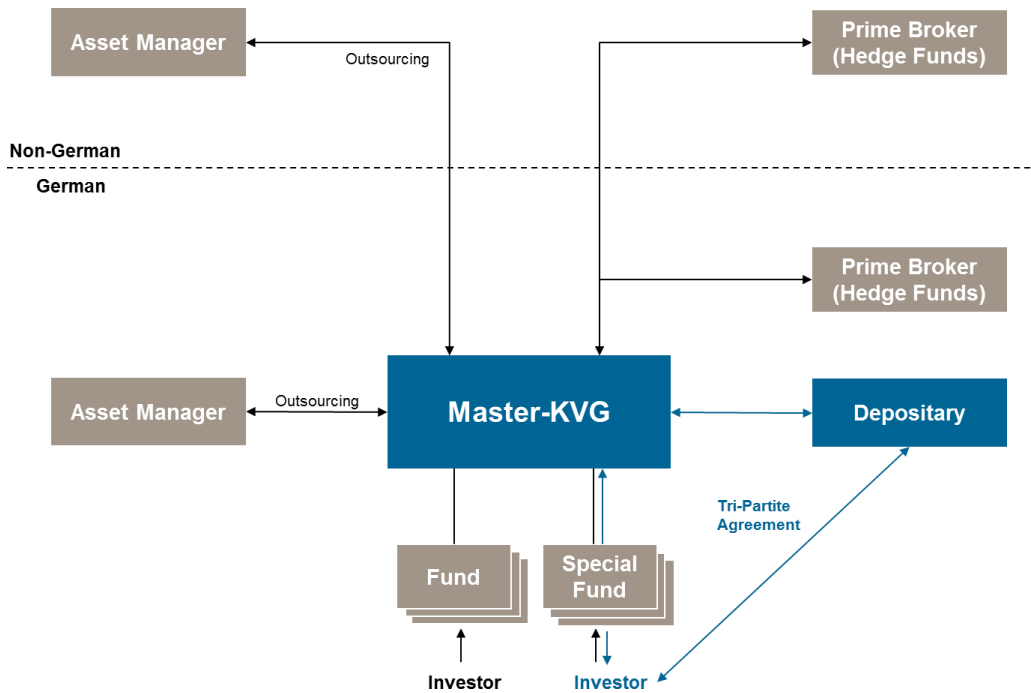 Asset Manager
Outsourcing
Prime Broker
(Hedge Funds)
Non-German
German
Prime Broker
(Hedge Funds)
Asset Manager
Outsourcing
Master-KVG
Depositary
Tri-Partite
Agreement
Fund
Special
Fund
Investor
Investor